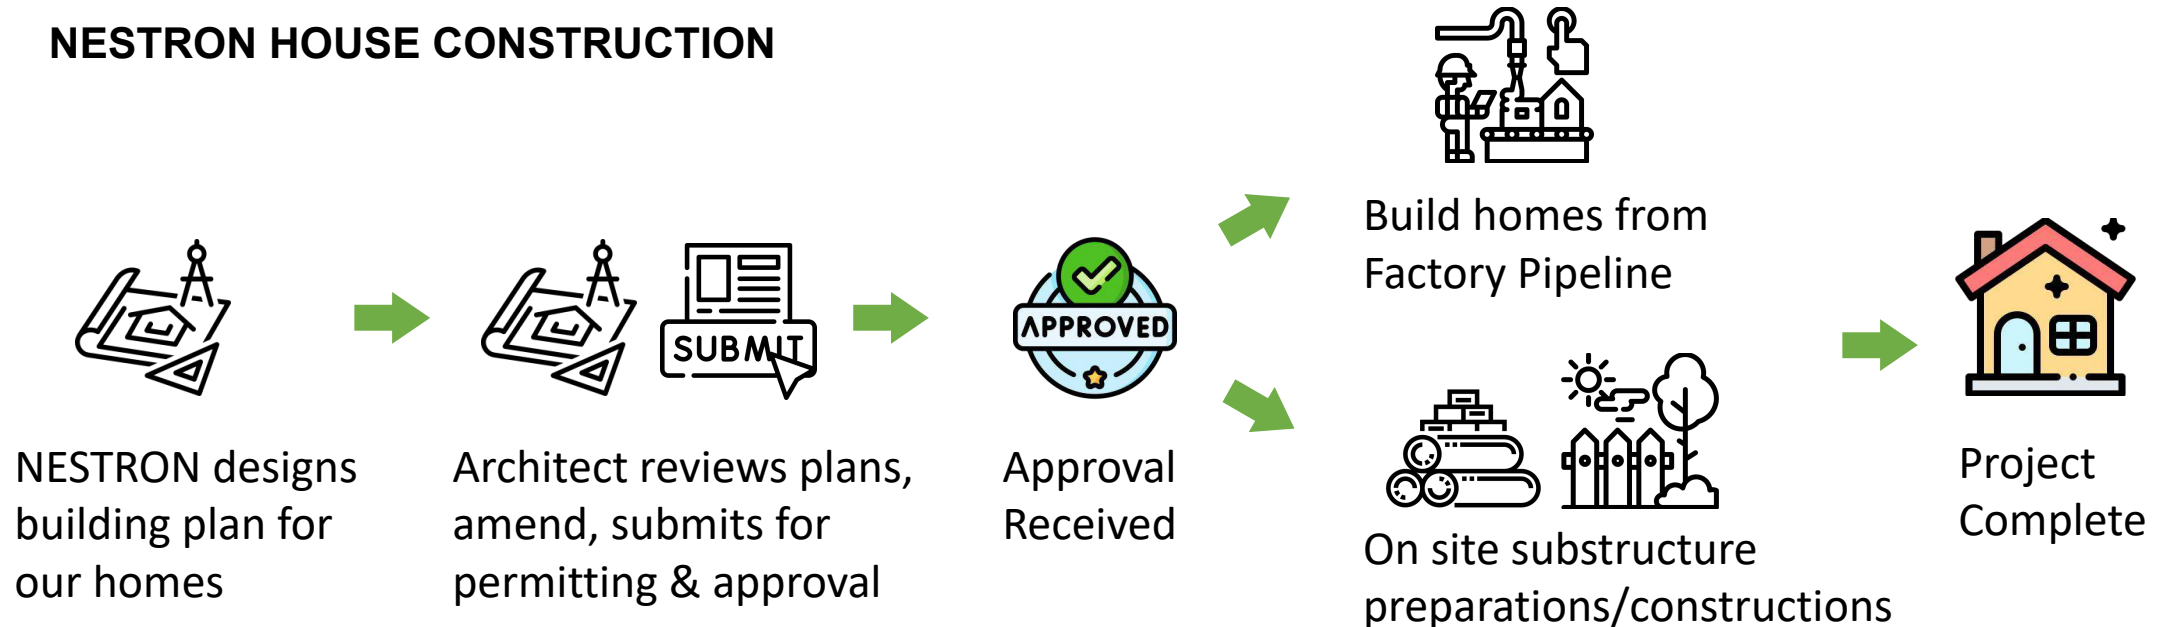 NESTRON HOUSE CONSTRUCTION
NESTRON designs
building plan for
our homes
SUBMIT
Architect reviews plans,
amend, submits for
permitting & approval
APPROVED
Approval
Received
Build homes from
Factory Pipeline
On site substructure
preparations/constructions
Project
Complete